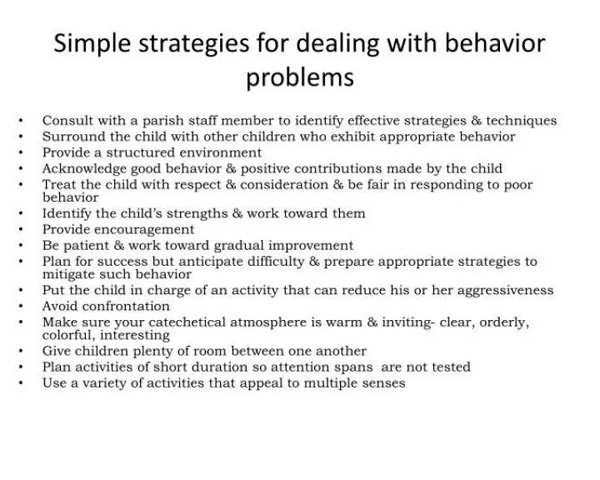 Simple strategies for dealing with behavior
problems
• Consult with a parish staff member to identify effective strategies & techniques
• Surround the child with other children who exhibit appropriate behavior
• Provide a structured environment
• Acknowledge good behavior & positive contributions made by the child
• Treat the child with respect & consideration & be fair in responding to poor
behavior
• Identify the child's strengths & work toward them
• Provide encouragement
• Be patient & work toward gradual improvement
• Plan for success but anticipate difficulty & prepare appropriate strategies to
mitigate such behavior
• Put the child in charge of an activity that can reduce his or her aggressiveness
• Avoid confrontation
• Make sure your catechetical atmosphere is warm & inviting- clear, orderly,
colorful, interesting
• Give children plenty of room between one another
• Plan activities of short duration so attention spans are not tested
• Use a variety of activities that appeal to multiple senses